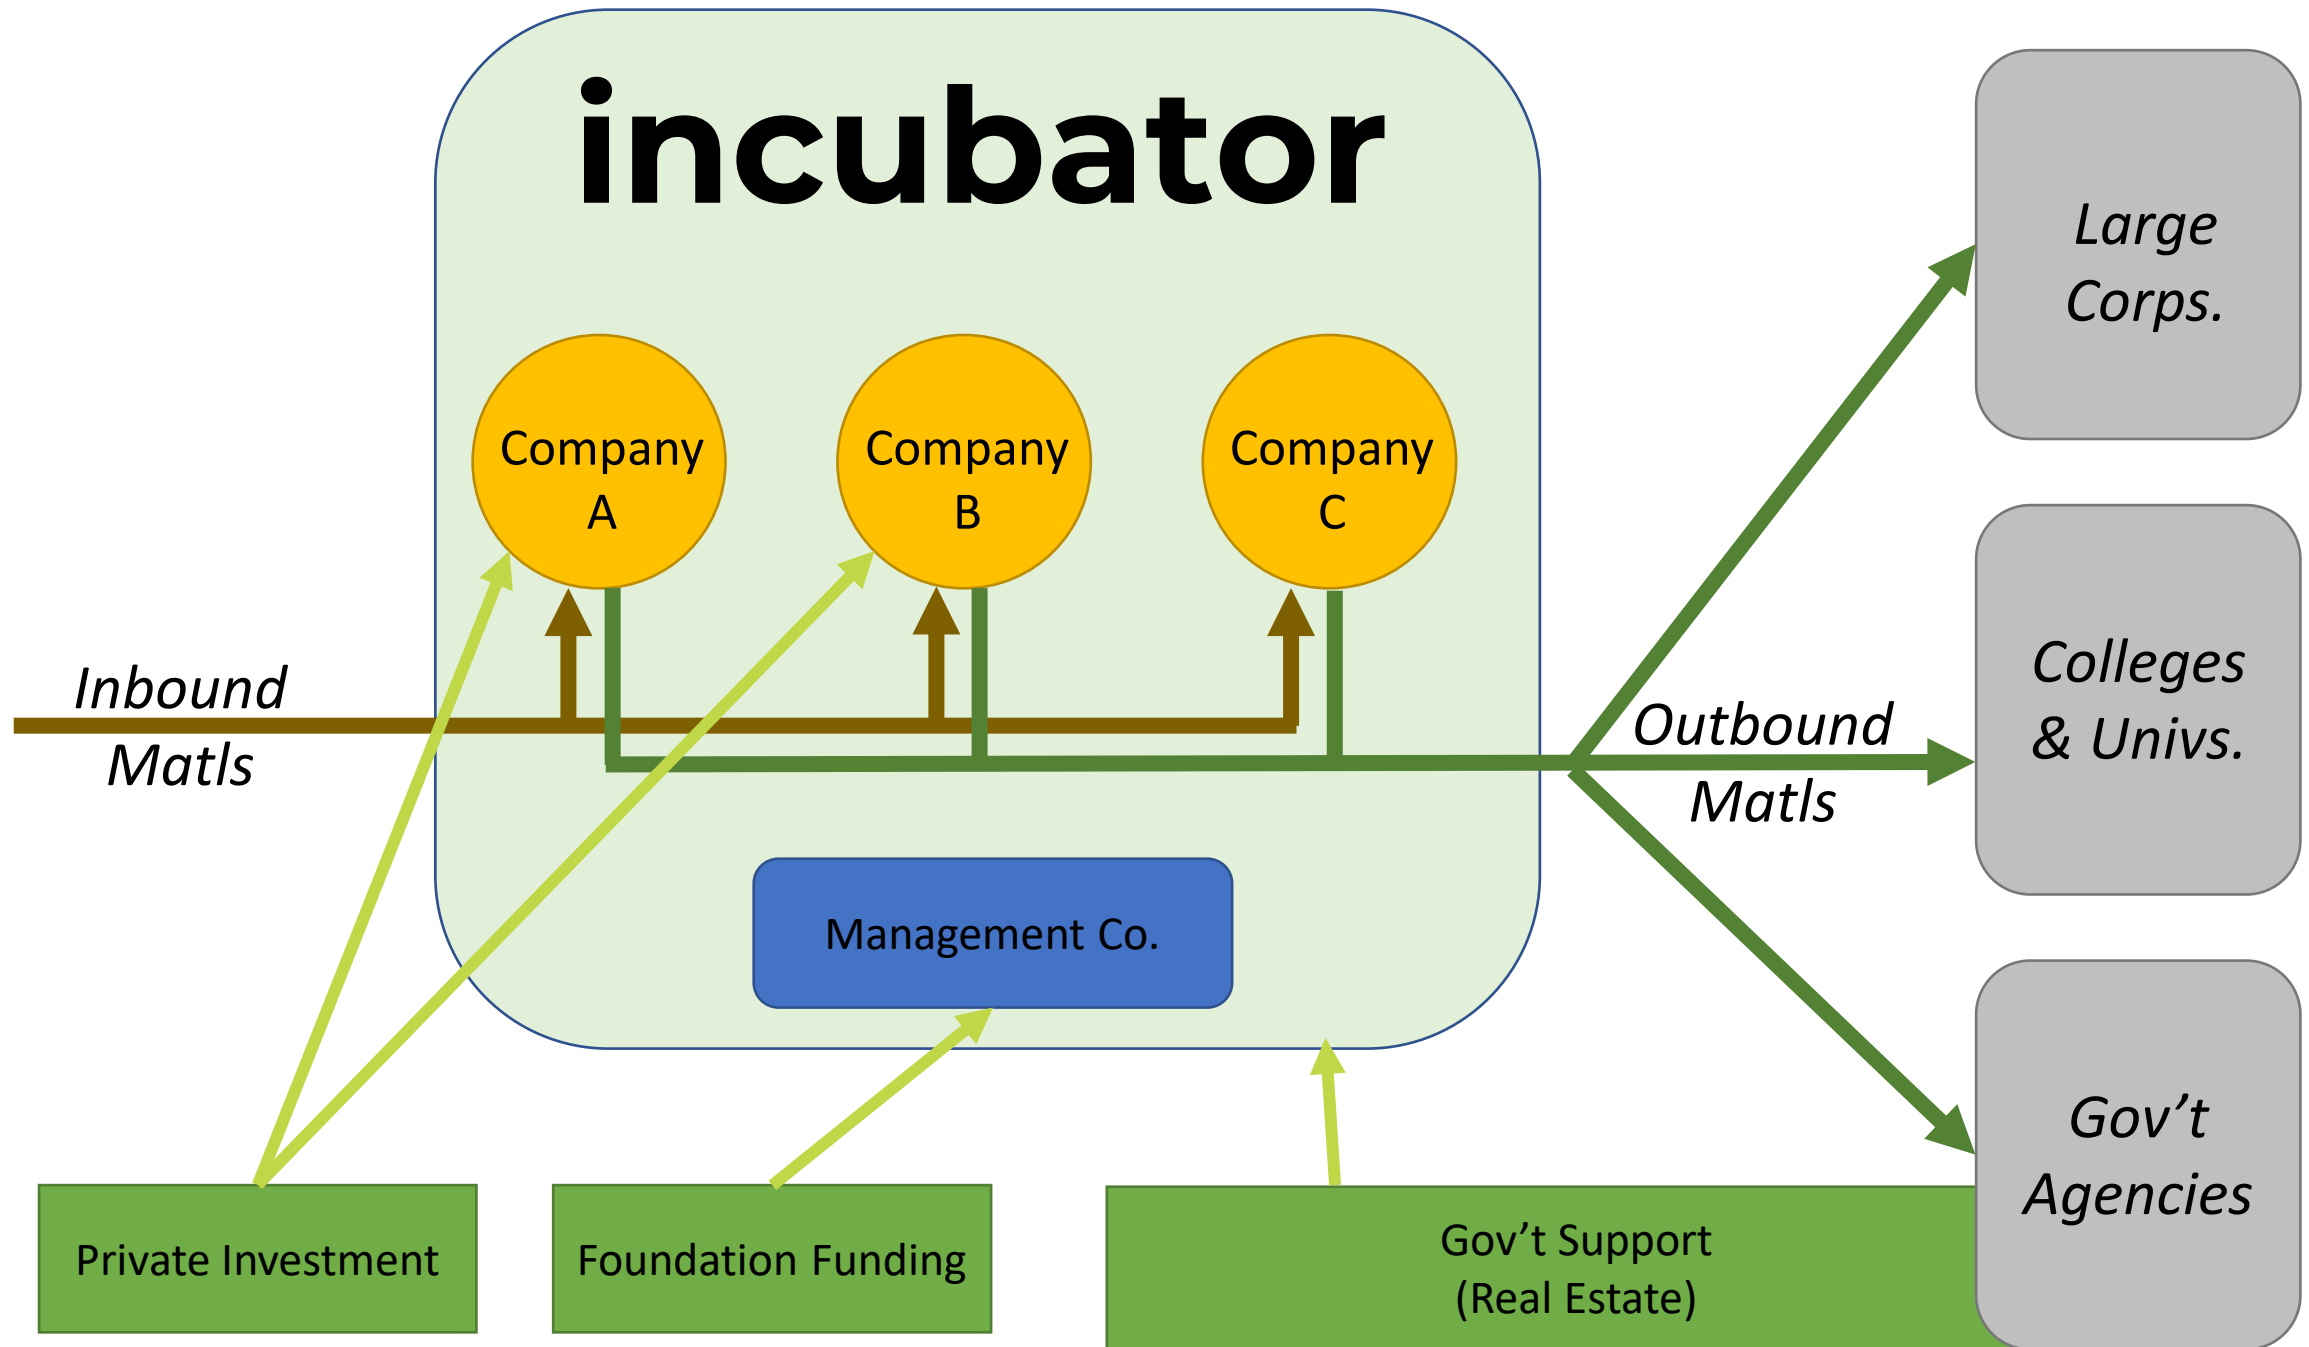 incubator
Company
A
Company
B
Company
C
Inbound
Matls
Outbound
Matls
Large
Corps.
Colleges
& Univs.
Gov’t
Agencies
Management Co.
Private Investment
Foundation Funding
Gov’t Support
(Real Estate)